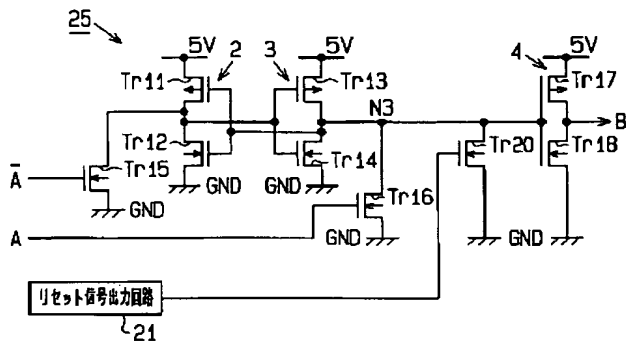 25
5V
2
3
5V
4
5V
Tr11
Tr13
Tr17
N3
B
Tr12
Tr14
Tr20
Tr18
A
Tr15
GND
GND
Tr16
GND
GND
A
GND
リセット信号出力回路
21